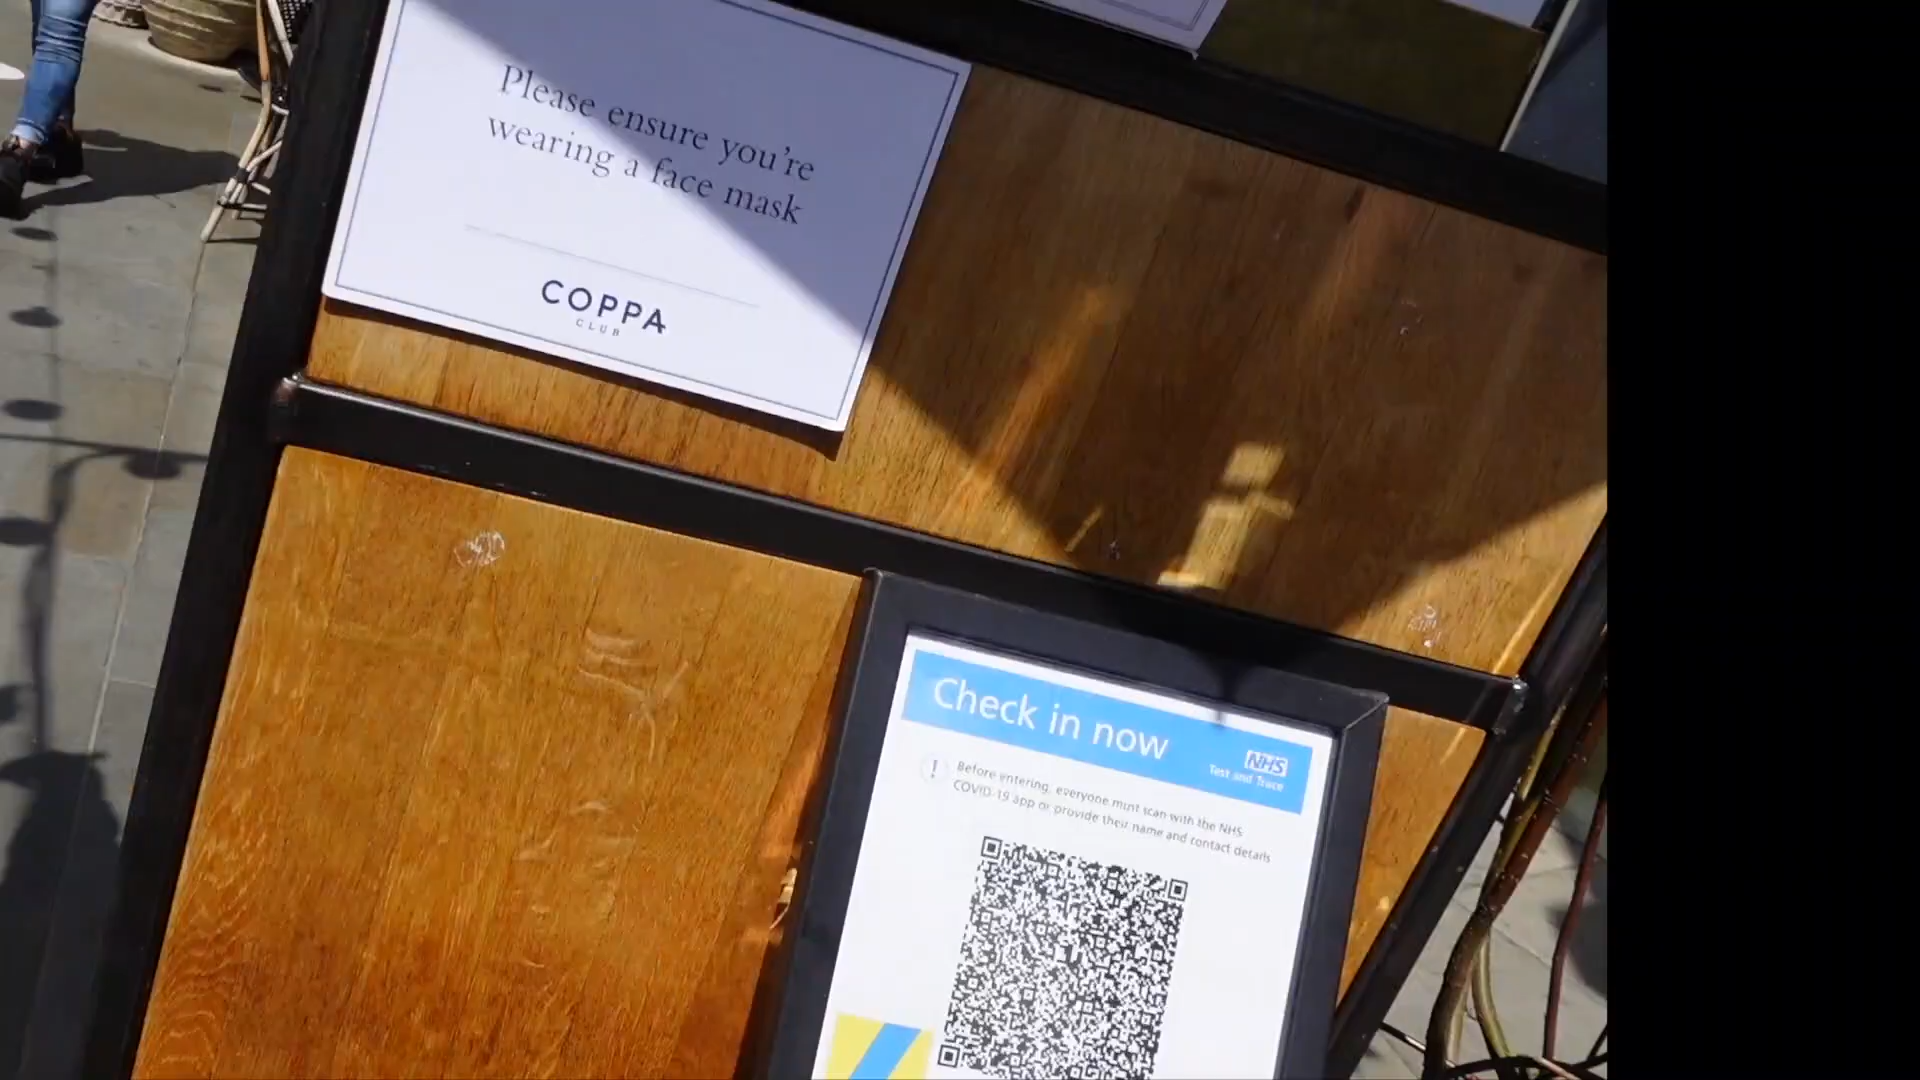 Please ensure you're
wearing a face mask
COPPA
CLUB
Check in now
NHS
Test and Trace
!
Before entering, everyone must scan with the NHS
COVID-19 app or provide their name and contact details